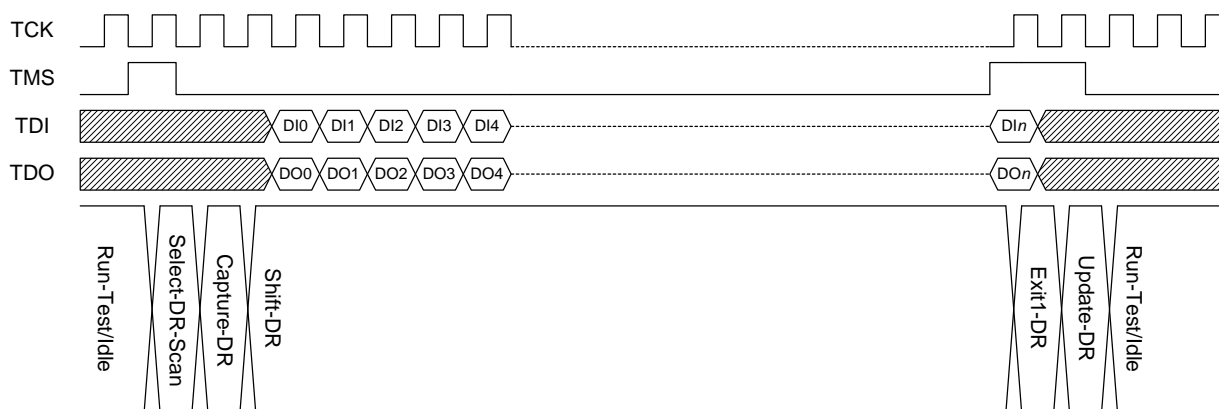 TCK
TMS
TDI DI0 DI1 DI2 DI3 DI4 DIn
TDO DO0 DO1 DO2 DO3 DO4 DOn
Run-Test/Idle
Select-DR-Scan
Capture-DR
Shift-DR
Exit1-DR
Update-DR
Run-Test/Idle